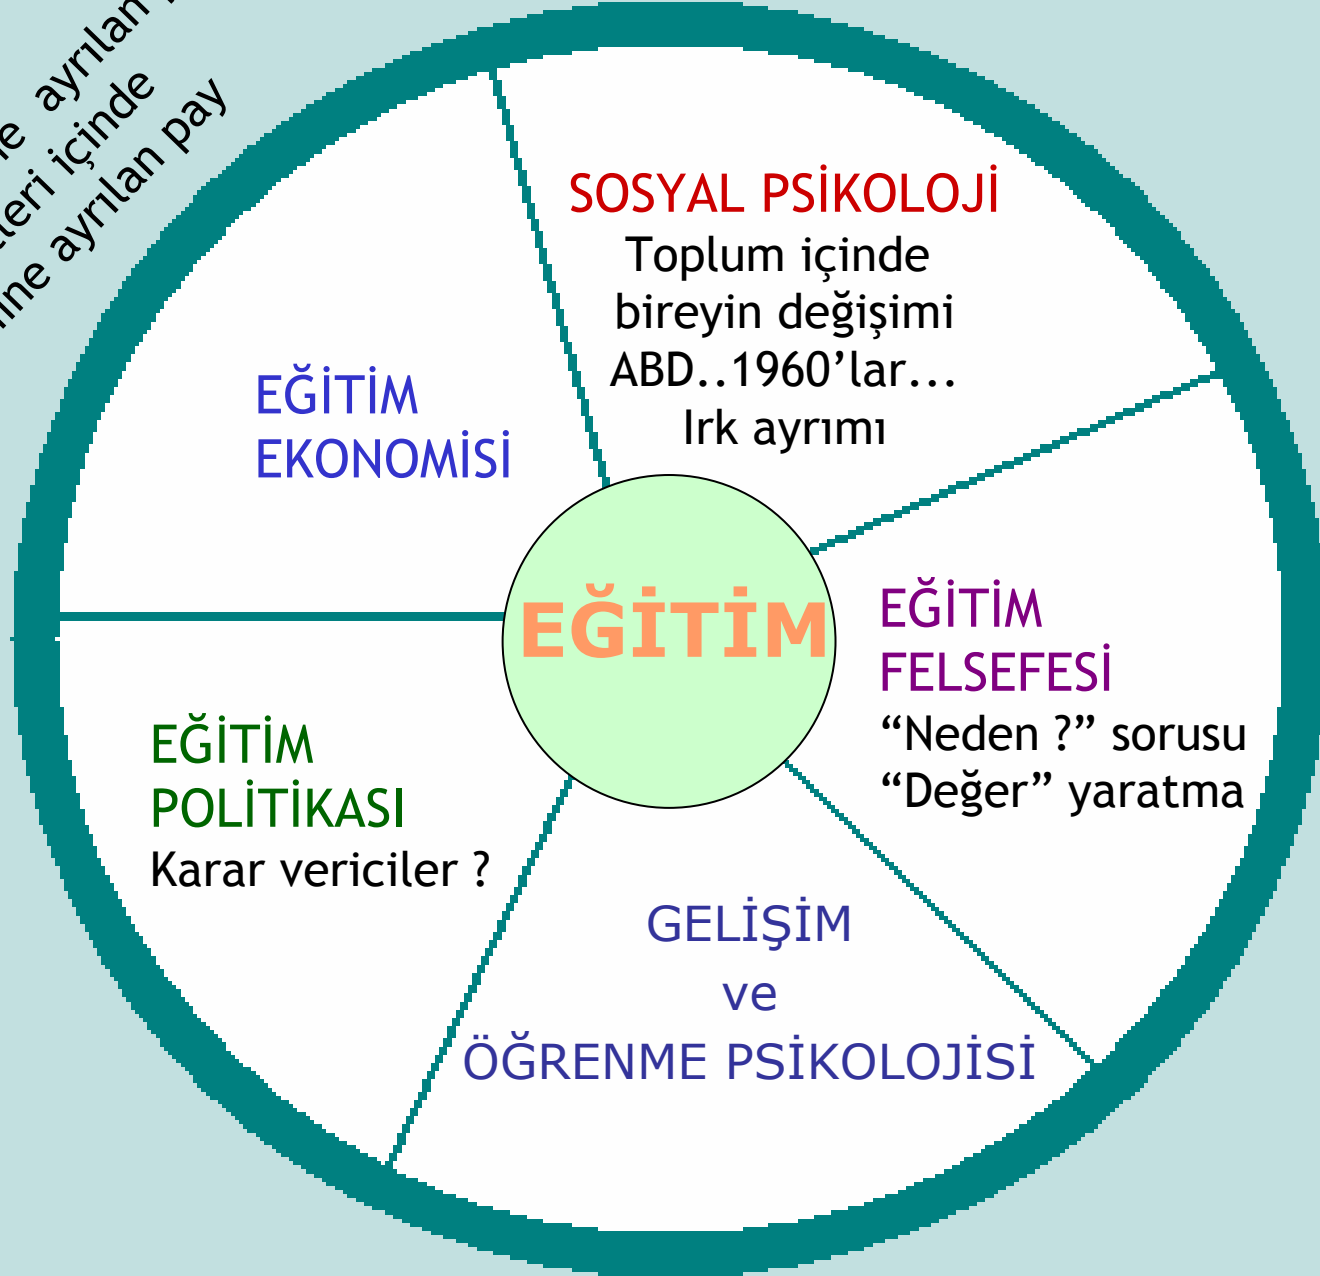 ayrılan
içinde
ayrılan pay
SOSYAL PSİKOLOJİ
Toplum içinde
bireyin değişimi
ABD..1960’lar...
Irk ayrımı
EĞİTİM
EKONOMİSİ
EĞİTİM
EĞİTİM
FELSEFESİ
“Neden ?” sorusu
“Değer” yaratma
EĞİTİM
POLİTİKASI
Karar vericiler ?
GELİŞİM
ve
ÖĞRENME PSİKOLOJİSİ